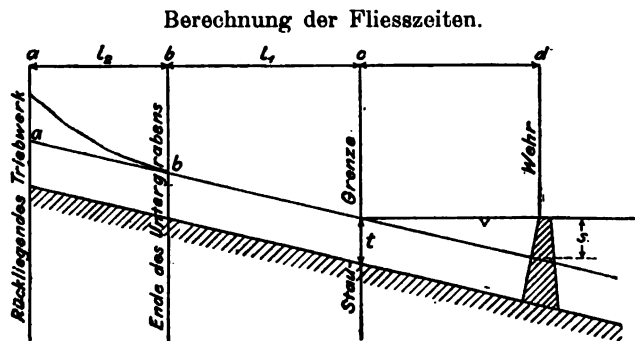 Berechnung der Fliesszeiten.
a l₂ b l₁ c d
Rückliegendes Triebwerk
Ende des Untergrabens
Stau-Grenze
Wehr
a
b
t